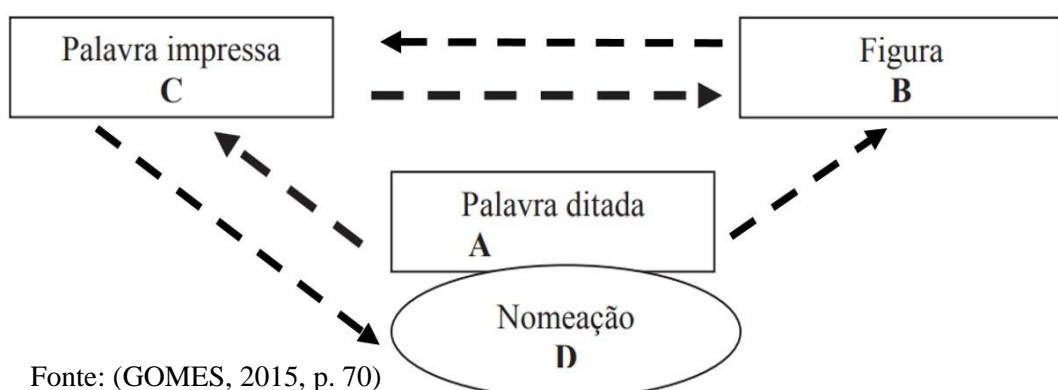 Palavra impressa
C
Figura
B
Palavra ditada
A
Nomeação
D
Fonte: (GOMES, 2015, p. 70)